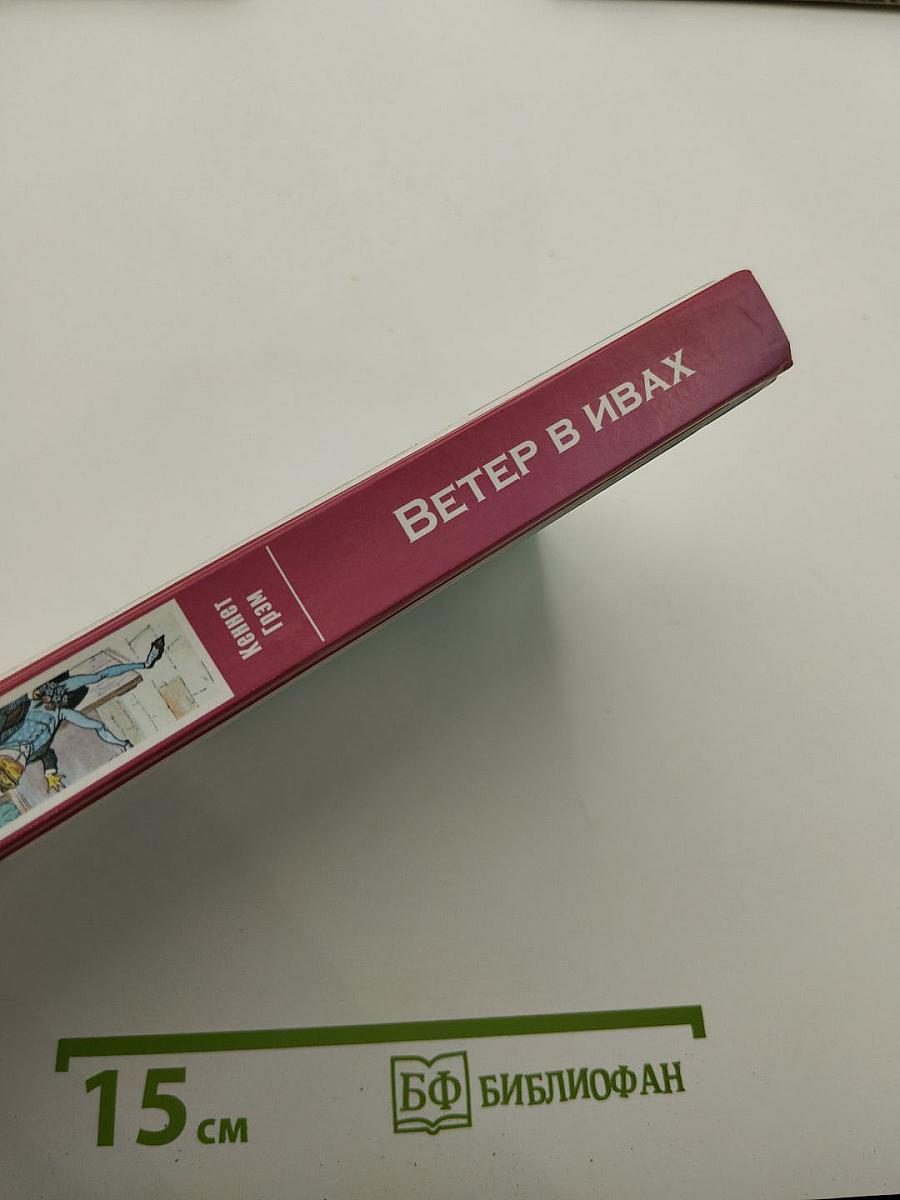 Ветер в ивах
Кеннет
Грэм
15 см
БФ БИБЛИОФАН